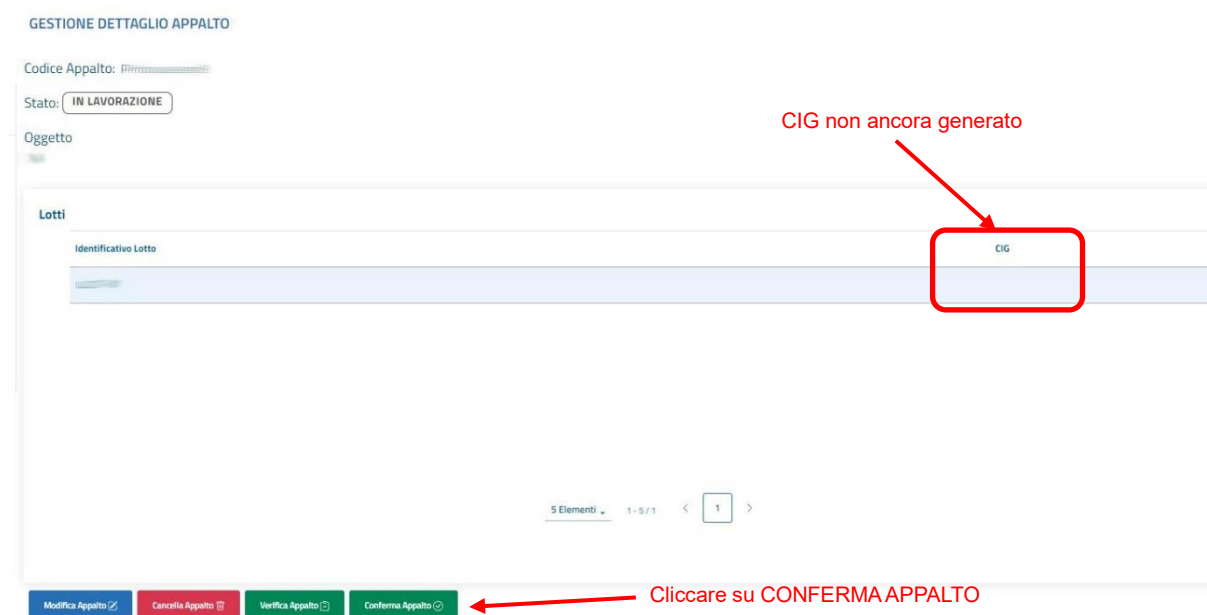 GESTIONE DETTAGLIO APPALTO
Codice Appalto:
Stato: IN LAVORAZIONE
CIG non ancora generato
Oggetto
Lotti
Identificativo Lotto CIG
5 Elementi 1 - 5 / 1 < 1 >
Modifica Appalto Cancella Appalto Verifica Appalto Conferma Appalto Cliccare su CONFERMA APPALTO